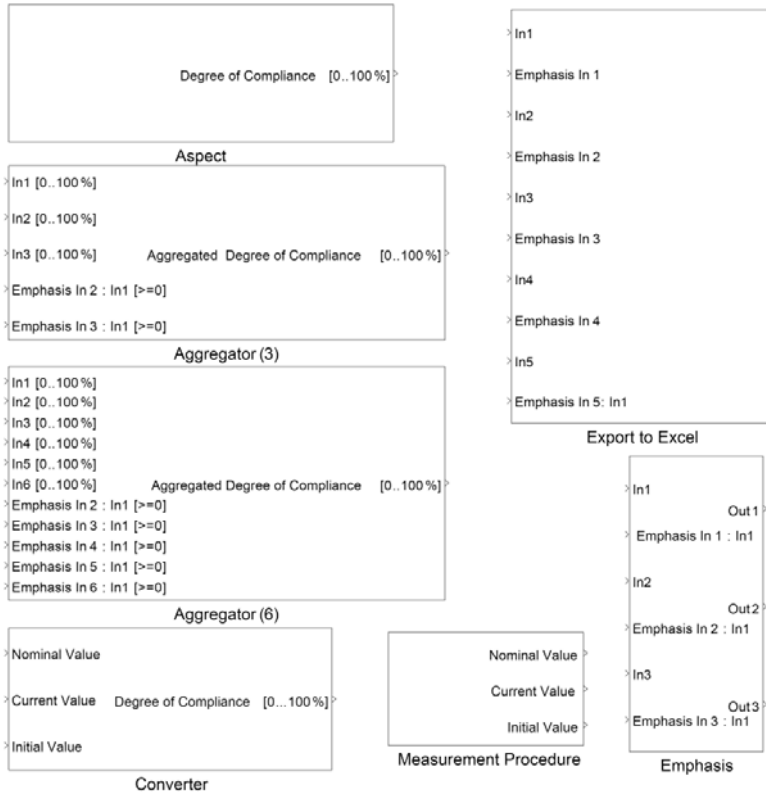 Degree of Compliance [0..100%]
Aspect
In1 [0..100%]
In2 [0..100%]
In3 [0..100%]
Aggregated Degree of Compliance [0..100%]
Emphasis In 2 : In1 [>=0]
Emphasis In 3 : In1 [>=0]
Aggregator (3)
In1 [0..100%]
In2 [0..100%]
In3 [0..100%]
In4 [0..100%]
In5 [0..100%]
In6 [0..100%]
Aggregated Degree of Compliance [0..100%]
Emphasis In 2 : In1 [>=0]
Emphasis In 3 : In1 [>=0]
Emphasis In 4 : In1 [>=0]
Emphasis In 5 : In1 [>=0]
Emphasis In 6 : In1 [>=0]
Aggregator (6)
Nominal Value
Current Value
Degree of Compliance [0...100%]
Initial Value
Converter
Nominal Value
Current Value
Initial Value
Measurement Procedure
In1
Emphasis In 1
In2
Emphasis In 2
In3
Emphasis In 3
In4
Emphasis In 4
In5
Emphasis In 5: In1
Export to Excel
In1
Out1
Emphasis In 1 : In1
In2
Out2
Emphasis In 2 : In1
In3
Out3
Emphasis In 3 : In1
Emphasis